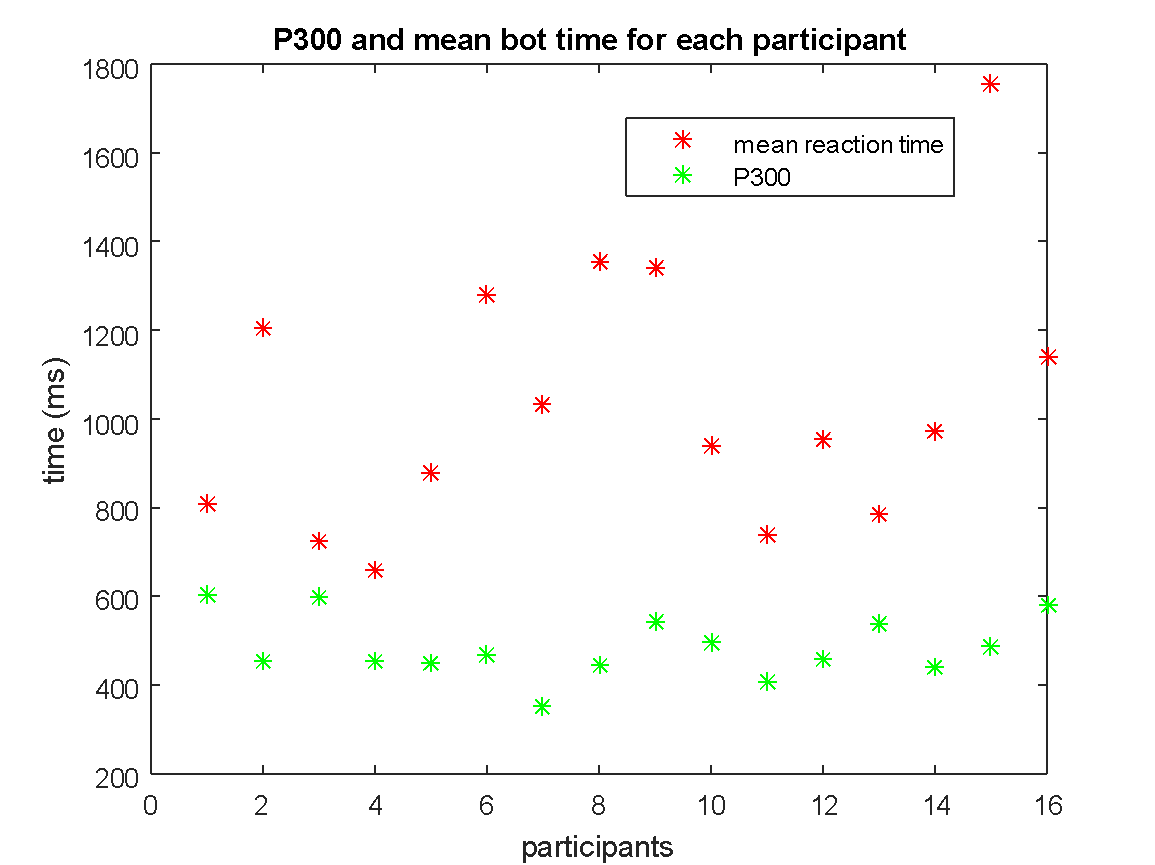 P300 and mean bot time for each participant
1800
1600
1400
1200
1000
800
600
400
200
time (ms)
mean reaction time
P300
0 2 4 6 8 10 12 14 16
participants